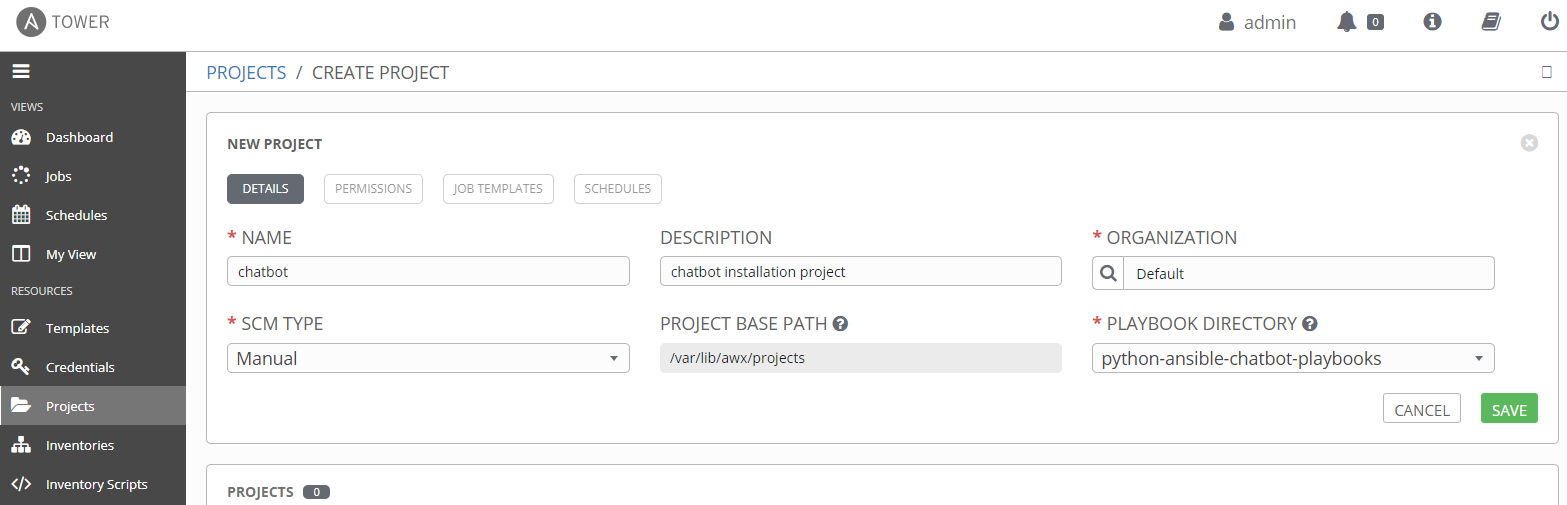 A TOWER
admin 0
PROJECTS / CREATE PROJECT
VIEWS
Dashboard
Jobs
Schedules
My View
RESOURCES
Templates
Credentials
Projects
Inventories
Inventory Scripts
NEW PROJECT
DETAILS PERMISSIONS JOB TEMPLATES SCHEDULES
* NAME DESCRIPTION * ORGANIZATION
chatbot chatbot installation project Default
* SCM TYPE PROJECT BASE PATH ? * PLAYBOOK DIRECTORY ?
Manual /var/lib/awx/projects python-ansible-chatbot-playbooks
CANCEL SAVE
PROJECTS 0